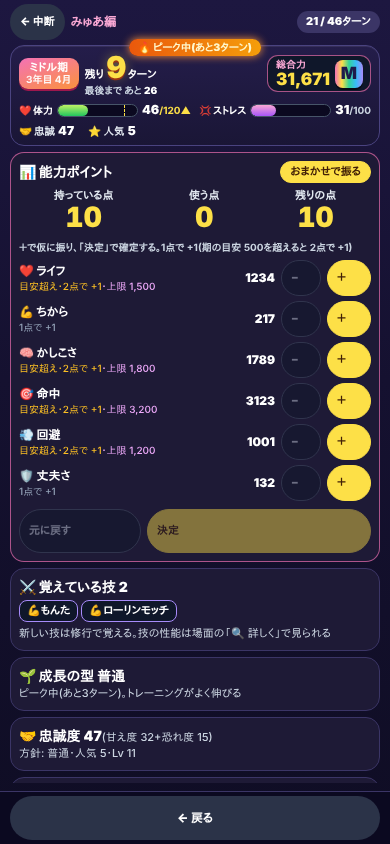 ← 中断
みゅあ編
21 / 46ターン
🔥 ピーク中(あと3ターン)
ミドル期
3年目 4月
残り9ターン
最後まで あと 26
総合力
31,671 M
❤️ 体力 46/120▲
💢 ストレス 31/100
🤝 忠誠 47 ⭐ 人気 5
📊 能力ポイント
おまかせで振る
持っている点 使う点 残りの点
10 0 10
＋で仮に振り、「決定」で確定する。1点で +1(期の目安 500を超えると 2点で +1)
❤️ ライフ
目安超え・2点で +1・上限 1,500
1234 − ＋
💪 ちから
1点で +1
217 − ＋
🧠 かしこさ
目安超え・2点で +1・上限 1,800
1789 − ＋
🎯 命中
目安超え・2点で +1・上限 3,200
3123 − ＋
💨 回避
目安超え・2点で +1・上限 1,200
1001 − ＋
🛡️ 丈夫さ
1点で +1
132 − ＋
元に戻す
決定
⚔️ 覚えている技 2
💪もんた 💪ローリンモッチ
新しい技は修行で覚える。技の性能は場面の「🔍 詳しく」で見られる
🌱 成長の型 普通
ピーク中(あと3ターン)。トレーニングがよく伸びる
🤝 忠誠度 47(甘え度 32+恐れ度 15)
方針: 普通・人気 5・Lv 11
← 戻る